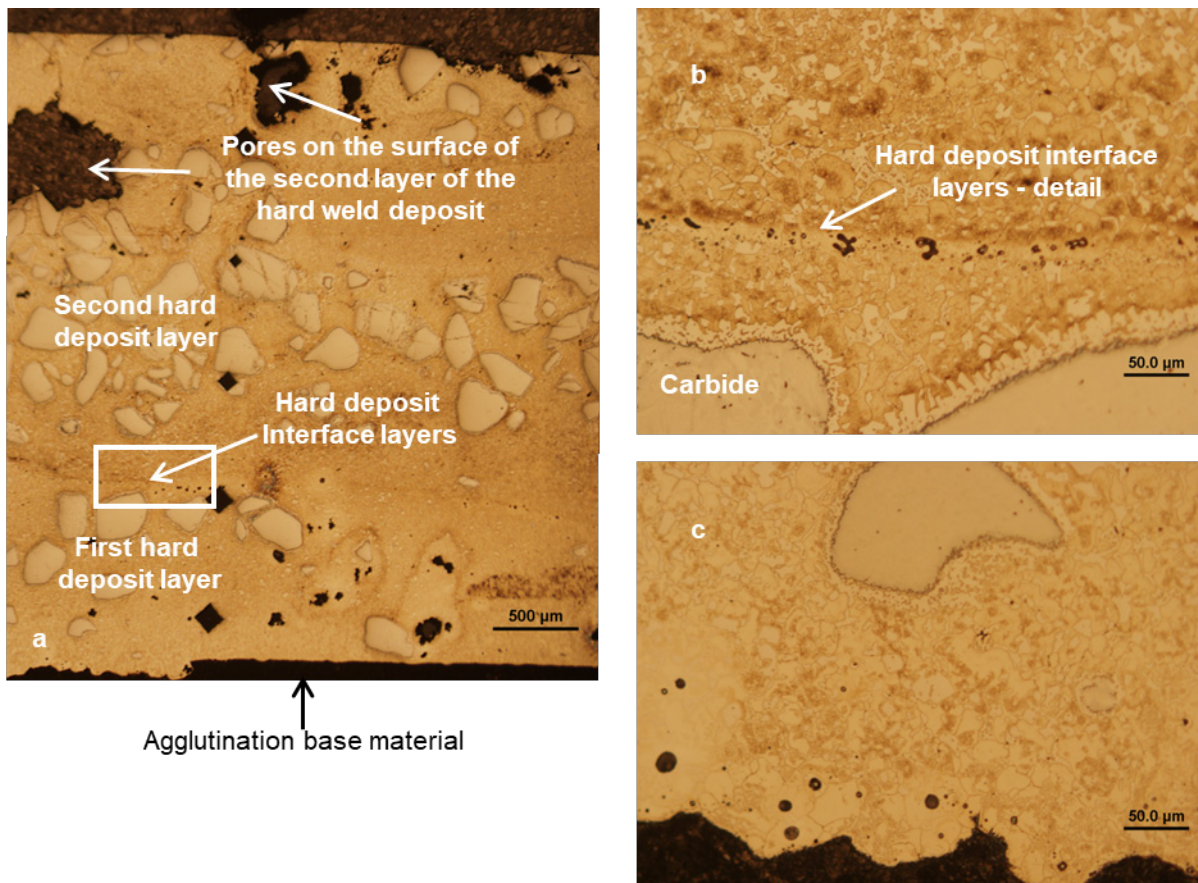 Pores on the surface of
the second layer of the
hard weld deposit
Second hard
deposit layer
Hard deposit
Interface layers
First hard
deposit layer
500 µm
a
Agglutination base material
b
Hard deposit interface
layers - detail
50.0 µm
Carbide
c
50.0 µm